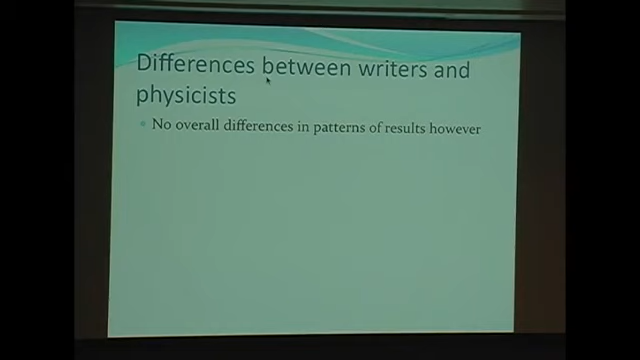 Differences between writers and
physicists
No overall differences in patterns of results however